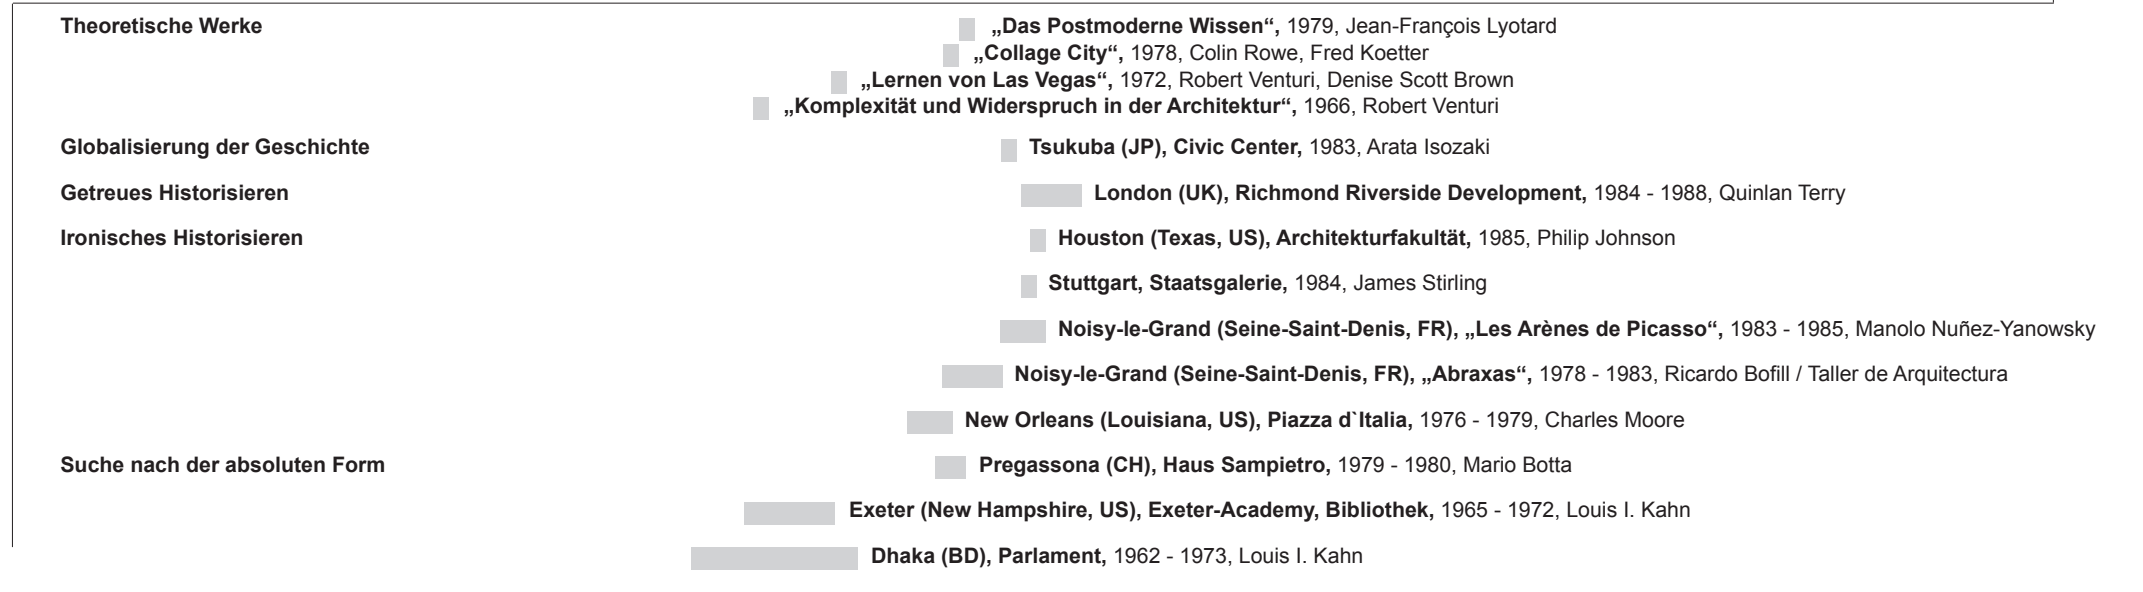 Theoretische Werke „Das Postmoderne Wissen“, 1979, Jean-François Lyotard
„Collage City“, 1978, Colin Rowe, Fred Koetter
„Lernen von Las Vegas“, 1972, Robert Venturi, Denise Scott Brown
„Komplexität und Widerspruch in der Architektur“, 1966, Robert Venturi
Globalisierung der Geschichte Tsukuba (JP), Civic Center, 1983, Arata Isozaki
Getreues Historisieren London (UK), Richmond Riverside Development, 1984 - 1988, Quinlan Terry
Ironisches Historisieren Houston (Texas, US), Architekturfakultät, 1985, Philip Johnson
Stuttgart, Staatsgalerie, 1984, James Stirling
Noisy-le-Grand (Seine-Saint-Denis, FR), „Les Arènes de Picasso“, 1983 - 1985, Manolo Nuñez-Yanowsky
Noisy-le-Grand (Seine-Saint-Denis, FR), „Abraxas“, 1978 - 1983, Ricardo Bofill / Taller de Arquitectura
New Orleans (Louisiana, US), Piazza d`Italia, 1976 - 1979, Charles Moore
Suche nach der absoluten Form Pregassona (CH), Haus Sampietro, 1979 - 1980, Mario Botta
Exeter (New Hampshire, US), Exeter-Academy, Bibliothek, 1965 - 1972, Louis I. Kahn
Dhaka (BD), Parlament, 1962 - 1973, Louis I. Kahn